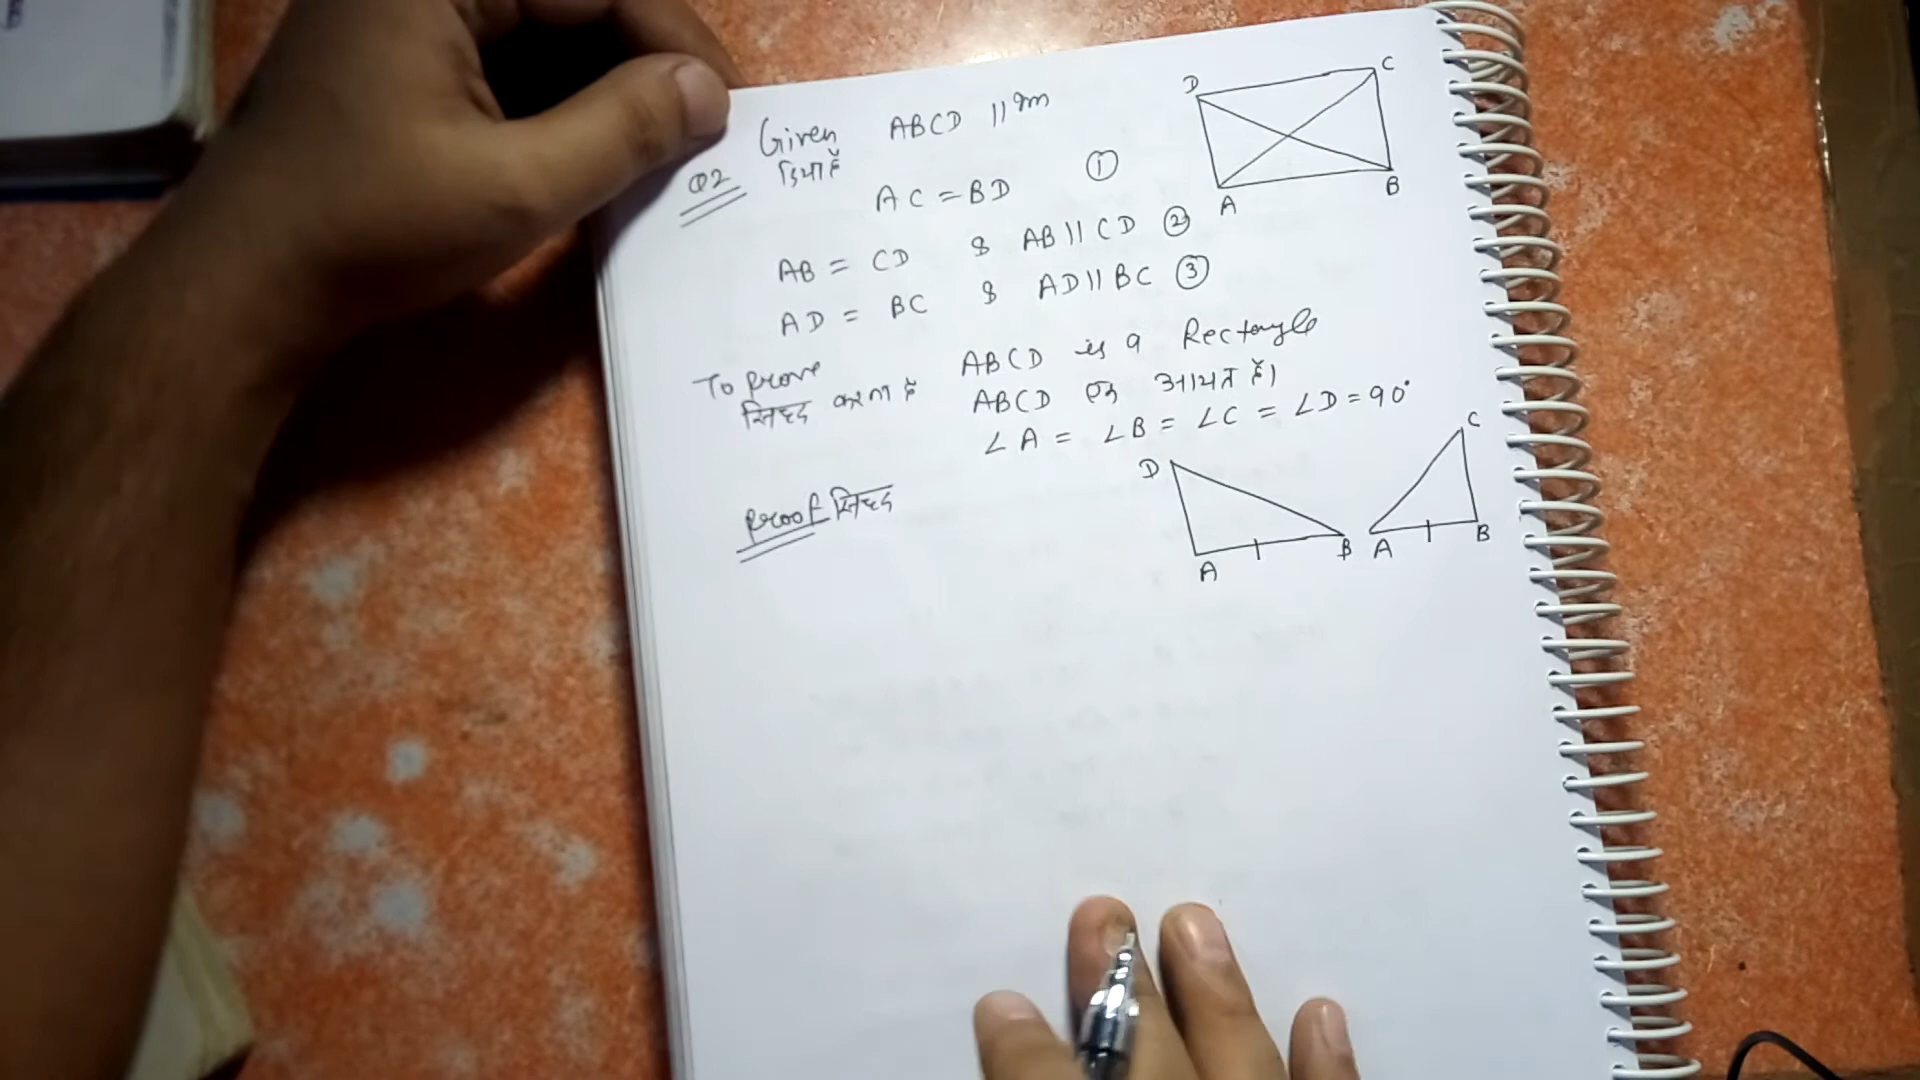 Q2 Given ABCD ||gm
दिया है
AC = BD ①
AB = CD & AB || CD ②
AD = BC & AD || BC ③
To prove ABCD is a Rectangle
सिद्ध करना है ABCD एक आयत है।
∠A = ∠B = ∠C = ∠D = 90°
Proof सिद्ध
D C
A B
D C
A B A B